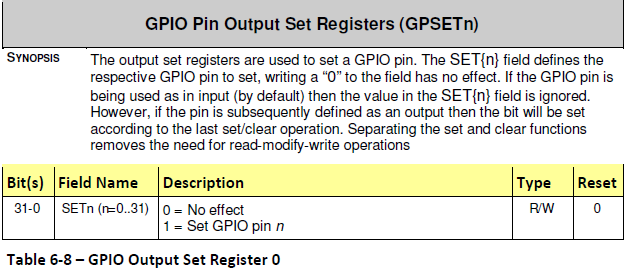 GPIO Pin Output Set Registers (GPSETn)
SYNOPSIS The output set registers are used to set a GPIO pin. The SET{n} field defines the
respective GPIO pin to set, writing a “0” to the field has no effect. If the GPIO pin is
being used as in input (by default) then the value in the SET{n} field is ignored.
However, if the pin is subsequently defined as an output then the bit will be set
according to the last set/clear operation. Separating the set and clear functions
removes the need for read-modify-write operations
Bit(s) Field Name Description Type Reset
31-0 SETn (n=0..31) 0 = No effect R/W 0
1 = Set GPIO pin n
Table 6-8 – GPIO Output Set Register 0